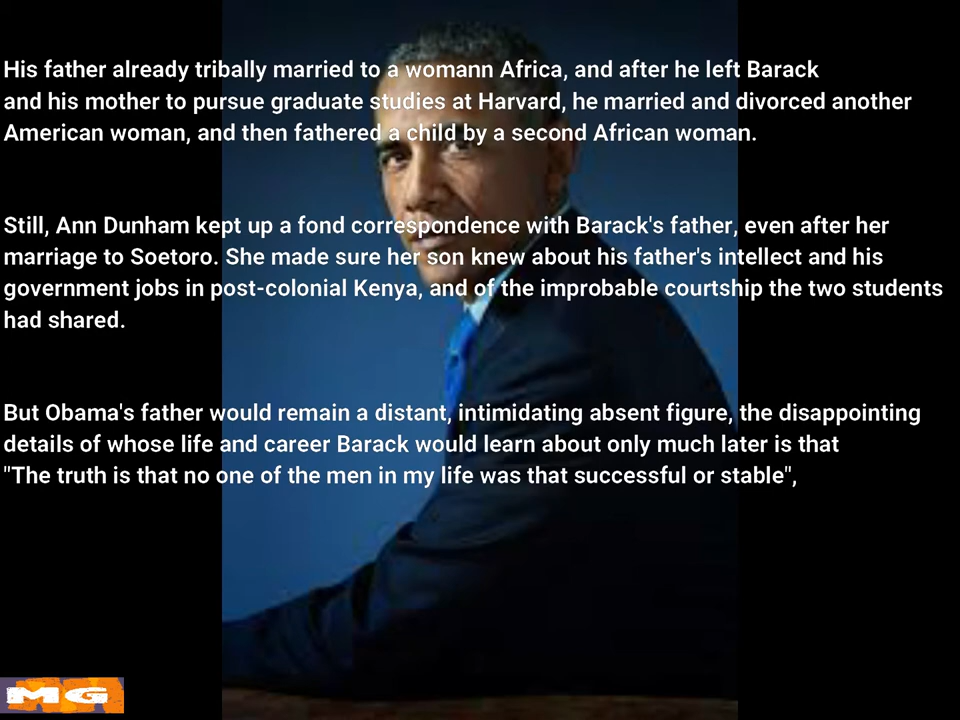 His father already tribally married to a womann Africa, and after he left Barack
and his mother to pursue graduate studies at Harvard, he married and divorced another
American woman, and then fathered a child by a second African woman.
Still, Ann Dunham kept up a fond correspondence with Barack's father, even after her
marriage to Soetoro. She made sure her son knew about his father's intellect and his
government jobs in post-colonial Kenya, and of the improbable courtship the two students
had shared.
But Obama's father would remain a distant, intimidating absent figure, the disappointing
details of whose life and career Barack would learn about only much later is that
"The truth is that no one of the men in my life was that successful or stable",
MG